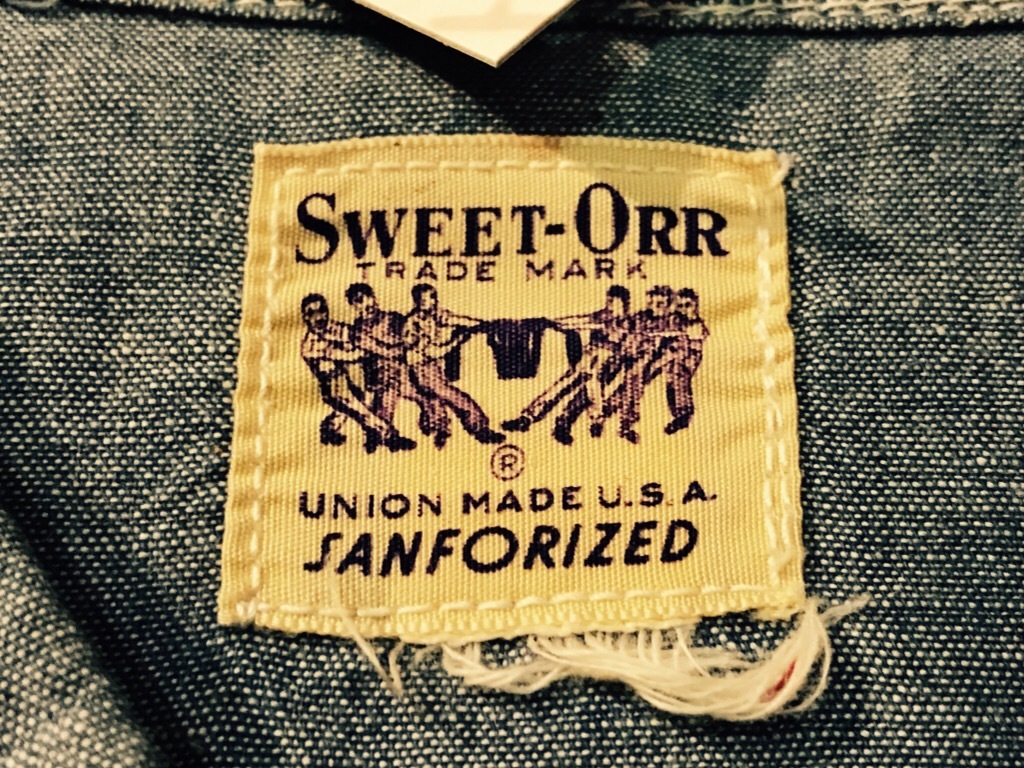 SWEET-ORR
TRADE MARK
®
UNION MADE U.S.A.
SANFORIZED